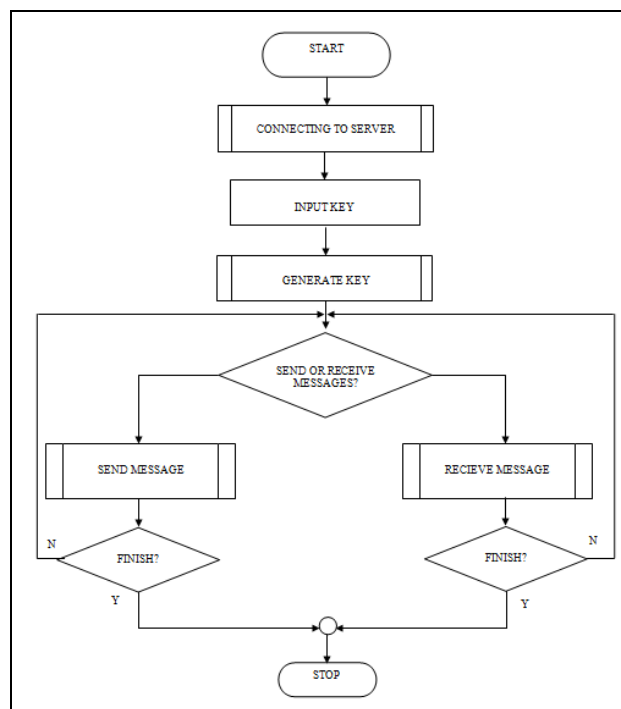 START
CONNECTING TO SERVER
INPUT KEY
GENERATE KEY
SEND OR RECEIVE
MESSAGES?
SEND MESSAGE
RECIEVE MESSAGE
N
FINISH?
Y
FINISH?
N
Y
STOP